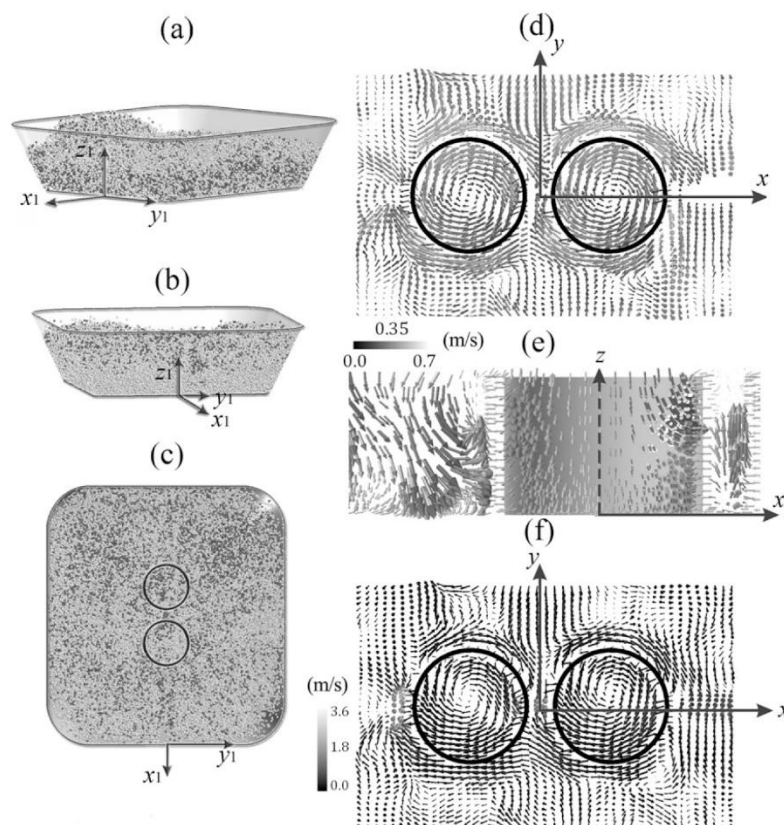 (a)
z1
x1
y1
(b)
z1
y1
x1
(c)
y1
x1
(d)
y
x
0.35
(m/s)
0.0
0.7
(e)
z
x
(f)
y
(m/s)
3.6
1.8
0.0
x